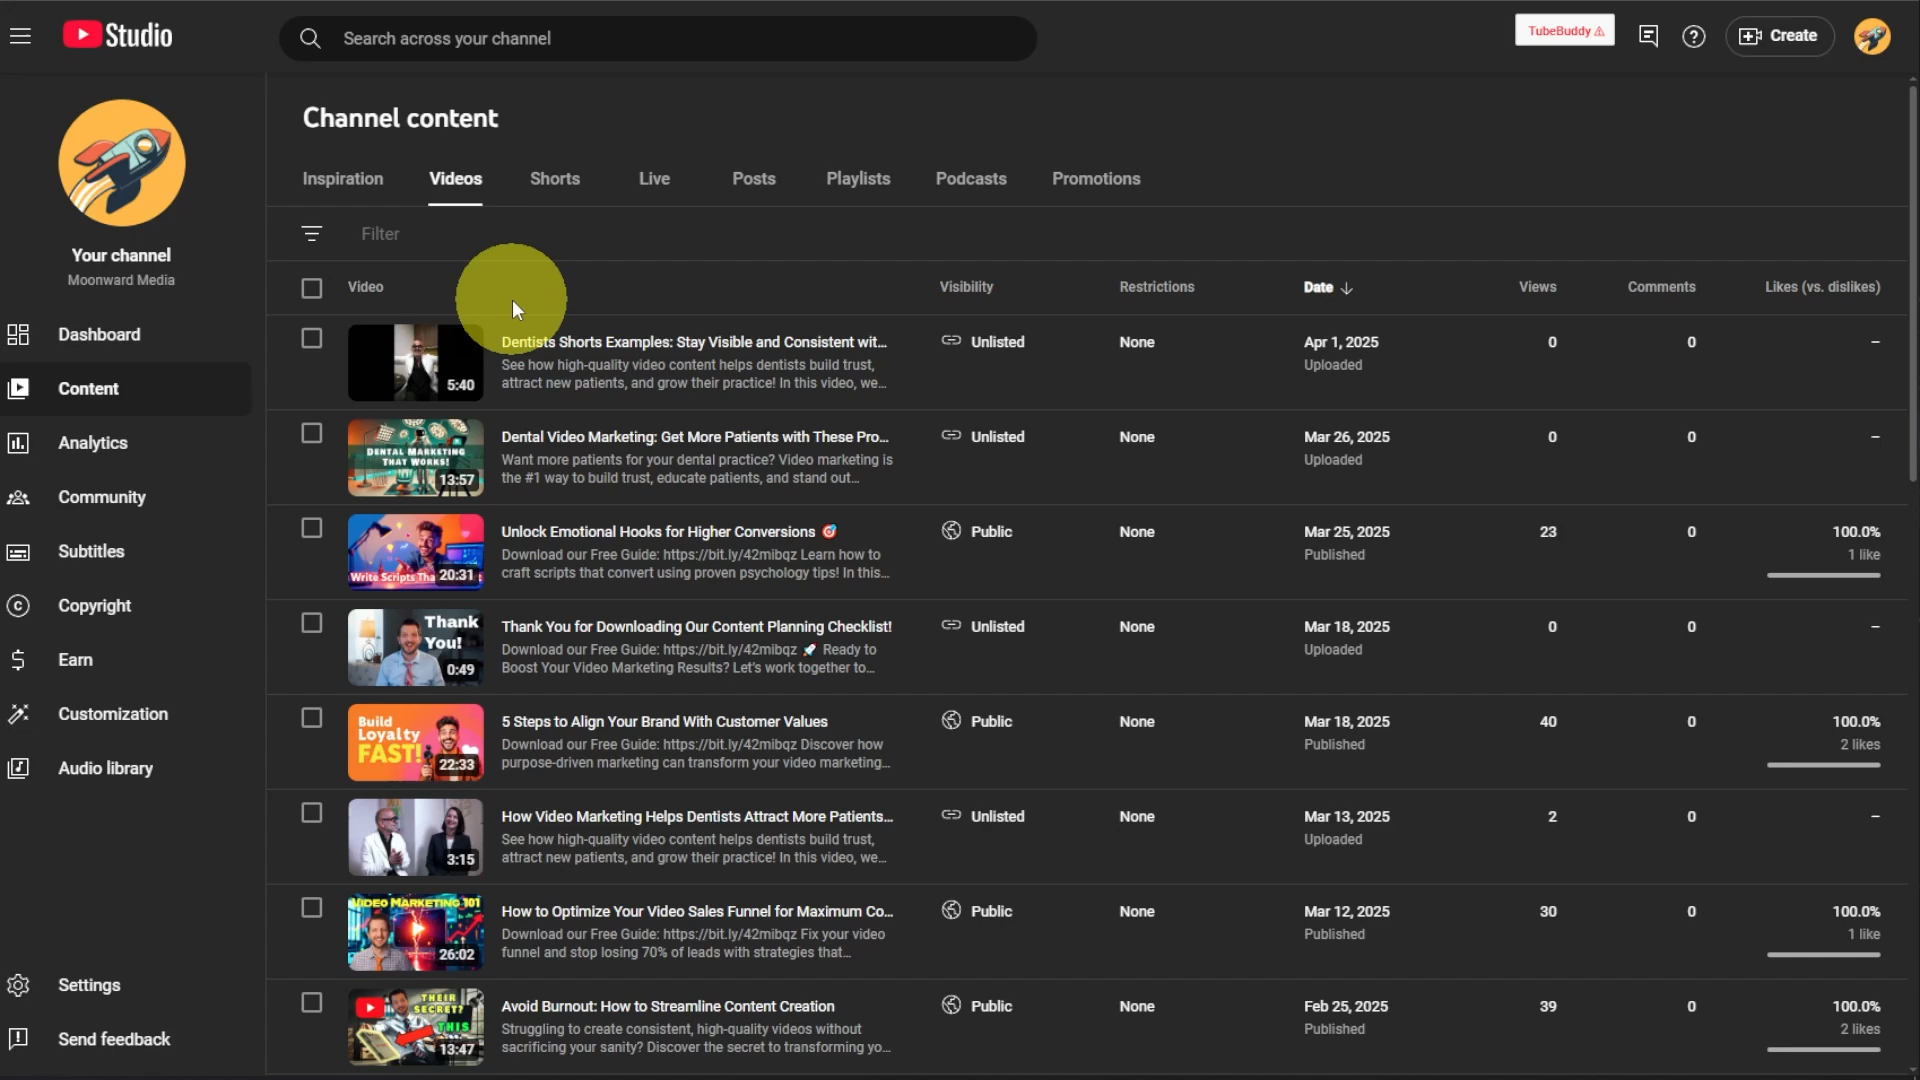 Studio
Search across your channel
TubeBuddy
Create
Your channel
Moonward Media
Dashboard
Content
Analytics
Community
Subtitles
Copyright
Earn
Customization
Audio library
Settings
Send feedback
Channel content
Inspiration Videos Shorts Live Posts Playlists Podcasts Promotions
Filter
Video Visibility Restrictions Date Views Comments Likes (vs. dislikes)
5:40
Dentists Shorts Examples: Stay Visible and Consistent wit... Unlisted None Apr 1, 2025 0 0 –
See how high-quality video content helps dentists build trust, Uploaded
attract new patients, and grow their practice! In this video, we...
DENTAL MARKETING
THAT WORKS!
13:57
Dental Video Marketing: Get More Patients with These Pro... Unlisted None Mar 26, 2025 0 0 –
Want more patients for your dental practice? Video marketing is Uploaded
the #1 way to build trust, educate patients, and stand out...
Write Scripts Tha
20:31
Unlock Emotional Hooks for Higher Conversions 🎯 Public None Mar 25, 2025 23 0 100.0%
Download our Free Guide: https://bit.ly/42mibqz Learn how to Published 1 like
craft scripts that convert using proven psychology tips! In this...
Thank
You!
0:49
Thank You for Downloading Our Content Planning Checklist! Unlisted None Mar 18, 2025 0 0 –
Download our Free Guide: https://bit.ly/42mibqz 🚀 Ready to Uploaded
Boost Your Video Marketing Results? Let's work together to...
Build
Loyalty
FAST!
22:33
5 Steps to Align Your Brand With Customer Values Public None Mar 18, 2025 40 0 100.0%
Download our Free Guide: https://bit.ly/42mibqz Discover how Published 2 likes
purpose-driven marketing can transform your video marketing...
3:15
How Video Marketing Helps Dentists Attract More Patients... Unlisted None Mar 13, 2025 2 0 –
See how high-quality video content helps dentists build trust, Uploaded
attract new patients, and grow their practice! In this video, we...
VIDEO MARKETING 101
26:02
How to Optimize Your Video Sales Funnel for Maximum Co... Public None Mar 12, 2025 30 0 100.0%
Download our Free Guide: https://bit.ly/42mibqz Fix your video Published 1 like
funnel and stop losing 70% of leads with strategies that...
THEIR
SECRET?
THIS
13:47
Avoid Burnout: How to Streamline Content Creation Public None Feb 25, 2025 39 0 100.0%
Struggling to create consistent, high-quality videos without Published 2 likes
sacrificing your sanity? Discover the secret to transforming yo...